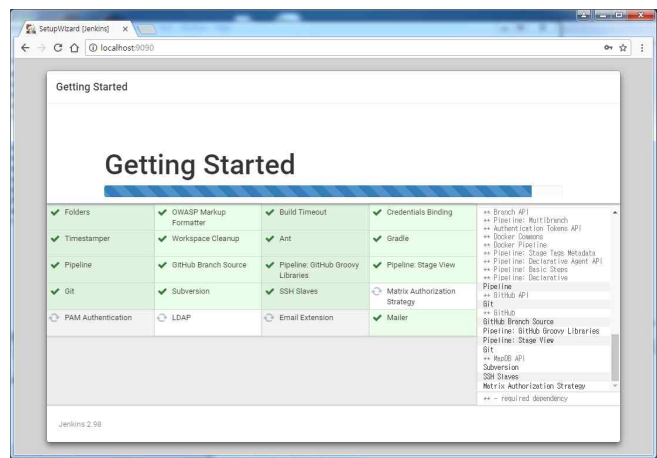 SetupWizard [Jenkins]
localhost:9090
Getting Started
Getting Started
Folders
OWASP Markup
Formatter
Build Timeout
Credentials Binding
Timestamper
Workspace Cleanup
Ant
Gradle
Pipeline
GitHub Branch Source
Pipeline: GitHub Groovy
Libraries
Pipeline: Stage View
Git
Subversion
SSH Slaves
Matrix Authorization
Strategy
PAM Authentication
LDAP
Email Extension
Mailer
** Branch API
** Pipeline: Multibranch
** Authentication Tokens API
** Docker Commons
** Docker Pipeline
** Pipeline: Stage Tags Metadata
** Pipeline: Declarative Agent API
** Pipeline: Basic Steps
** Pipeline: Declarative
Pipeline
** GitHub API
Git
** GitHub
GitHub Branch Source
Pipeline: GitHub Groovy Libraries
Pipeline: Stage View
Git
** MapDB API
Subversion
SSH Slaves
Matrix Authorization Strategy
** - required dependency
Jenkins 2.98